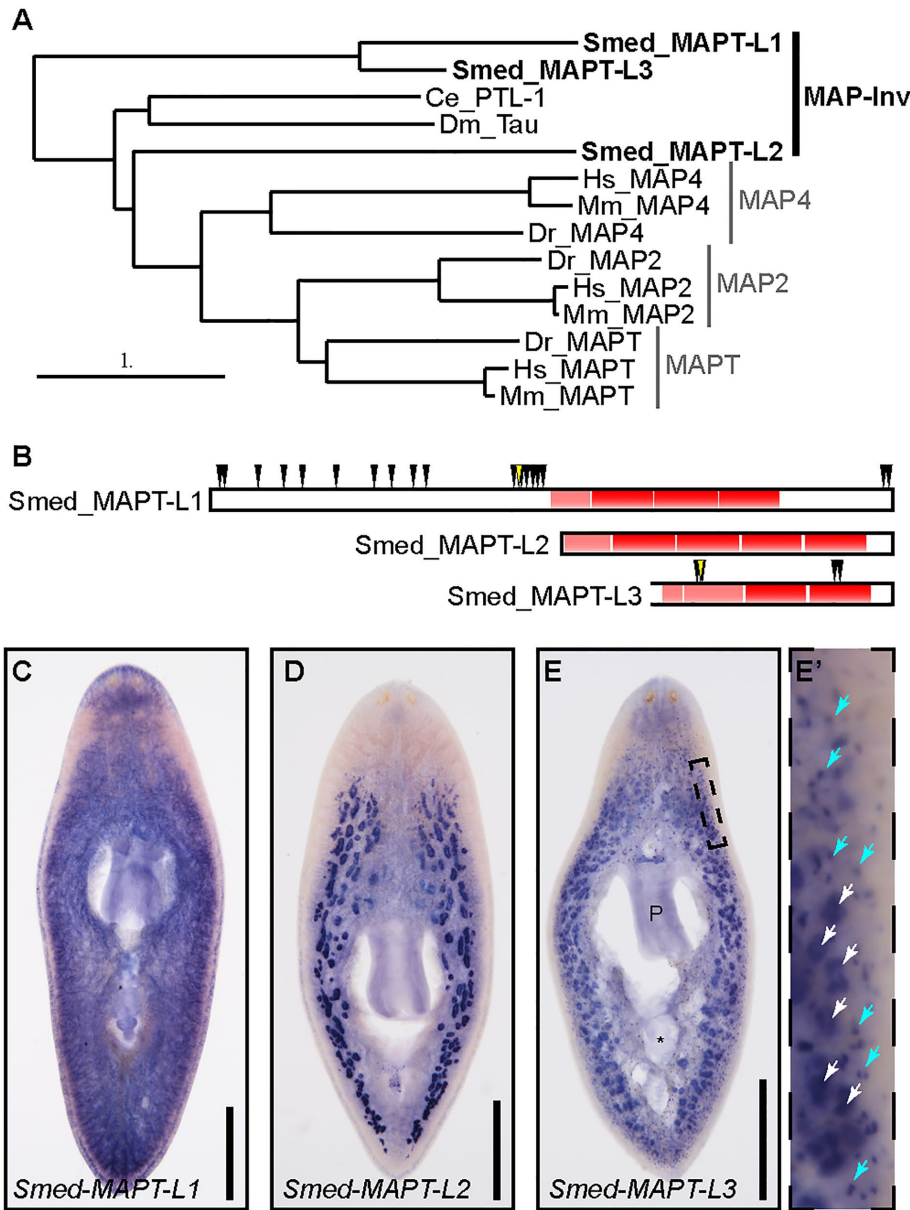 A
Smed_MAPT-L1
Smed_MAPT-L3
Ce_PTL-1
Dm_Tau
Smed_MAPT-L2
MAP-Inv
Hs_MAP4
Mm_MAP4
Dr_MAP4
MAP4
Dr_MAP2
Hs_MAP2
Mm_MAP2
MAP2
Dr_MAPT
Hs_MAPT
Mm_MAPT
MAPT
1.
B
Smed_MAPT-L1
Smed_MAPT-L2
Smed_MAPT-L3
C
Smed-MAPT-L1
D
Smed-MAPT-L2
E
P
*
Smed-MAPT-L3
E'